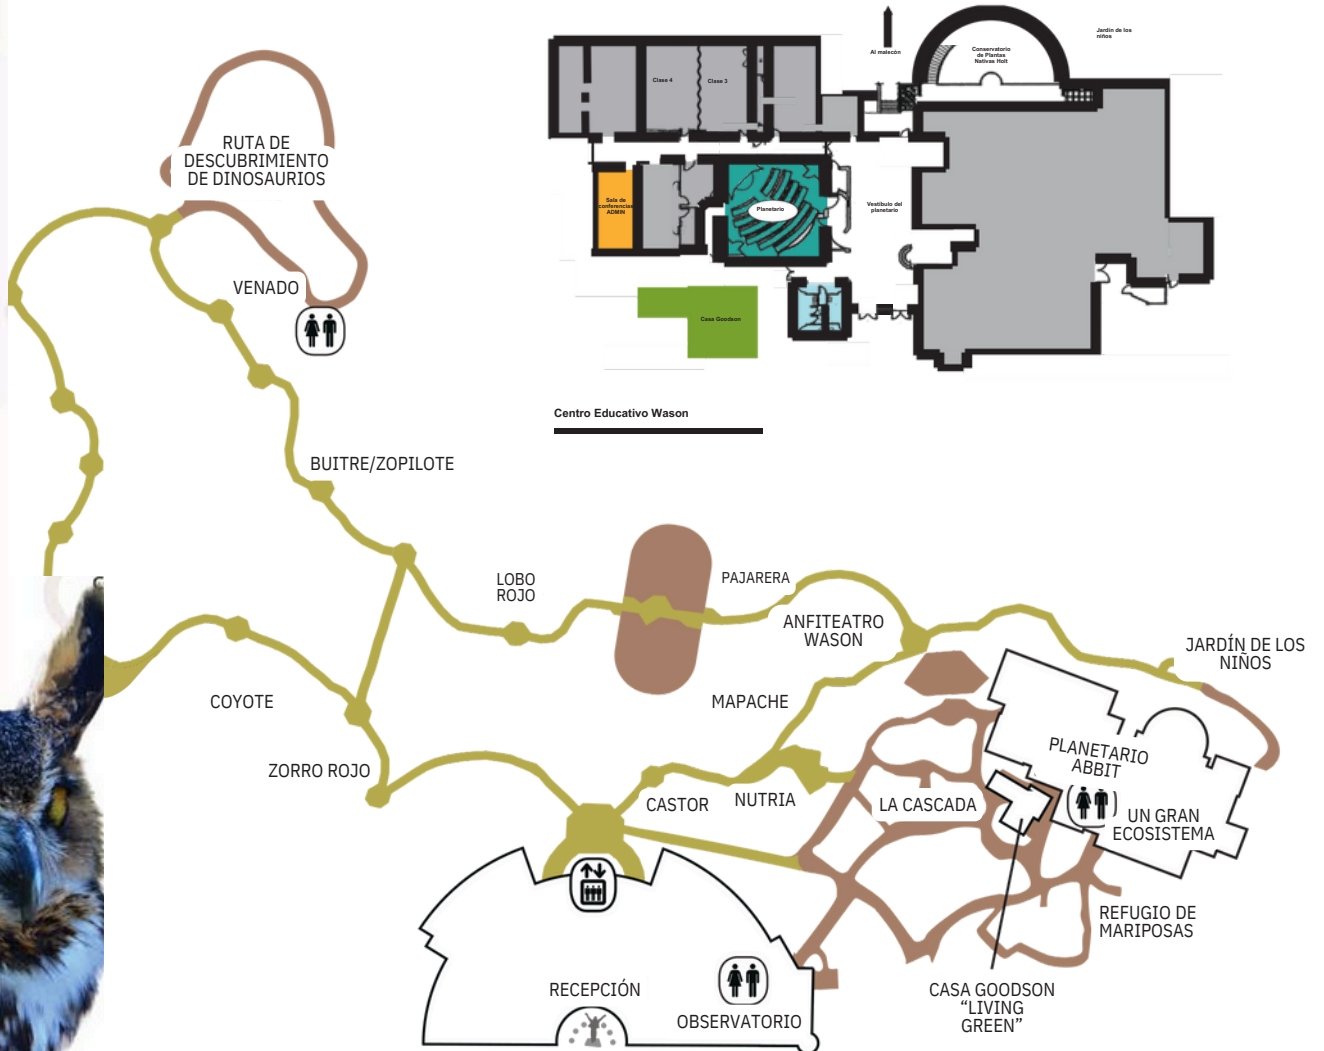 Al malecón
Conservatorio
de Plantas
Nativas Holt
Jardín de los
niños
Clase 4
Clase 3
Sala de
conferencias
ADMIN
Planetario
Vestíbulo del
planetario
Casa Goodson
Centro Educativo Wason
RUTA DE
DESCUBRIMIENTO
DE DINOSAURIOS
VENADO
BUITRE/ZOPILOTE
LOBO
ROJO
PAJARERA
ANFITEATRO
WASON
JARDÍN DE LOS
NIÑOS
COYOTE
MAPACHE
ZORRO ROJO
CASTOR
NUTRIA
LA CASCADA
PLANETARIO
ABBIT
UN GRAN
ECOSISTEMA
REFUGIO DE
MARIPOSAS
RECEPCIÓN
OBSERVATORIO
CASA GOODSON
“LIVING
GREEN”